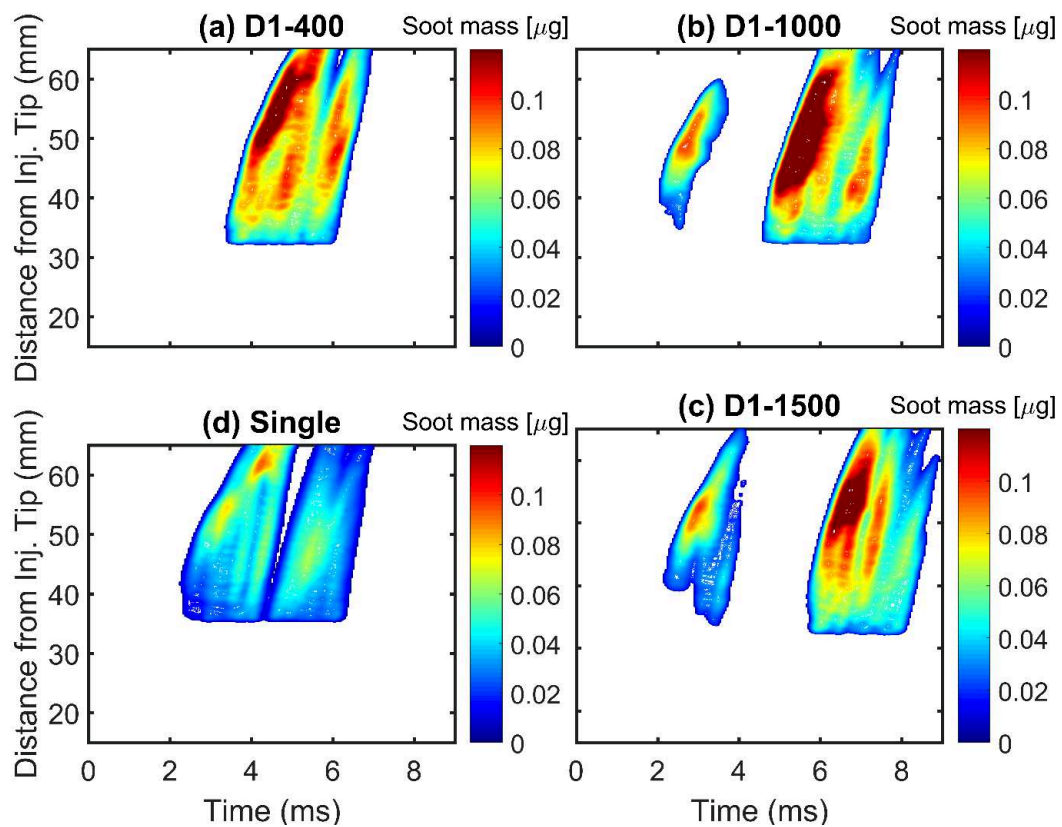 (a) D1-400
Soot mass [μg]
Distance from Inj. Tip (mm)
60
50
40
30
20
0.1
0.08
0.06
0.04
0.02
0
(b) D1-1000
Soot mass [μg]
0.1
0.08
0.06
0.04
0.02
0
(d) Single
Soot mass [μg]
Distance from Inj. Tip (mm)
60
50
40
30
20
0 2 4 6 8
Time (ms)
0.1
0.08
0.06
0.04
0.02
0
(c) D1-1500
Soot mass [μg]
0 2 4 6 8
Time (ms)
0.1
0.08
0.06
0.04
0.02
0